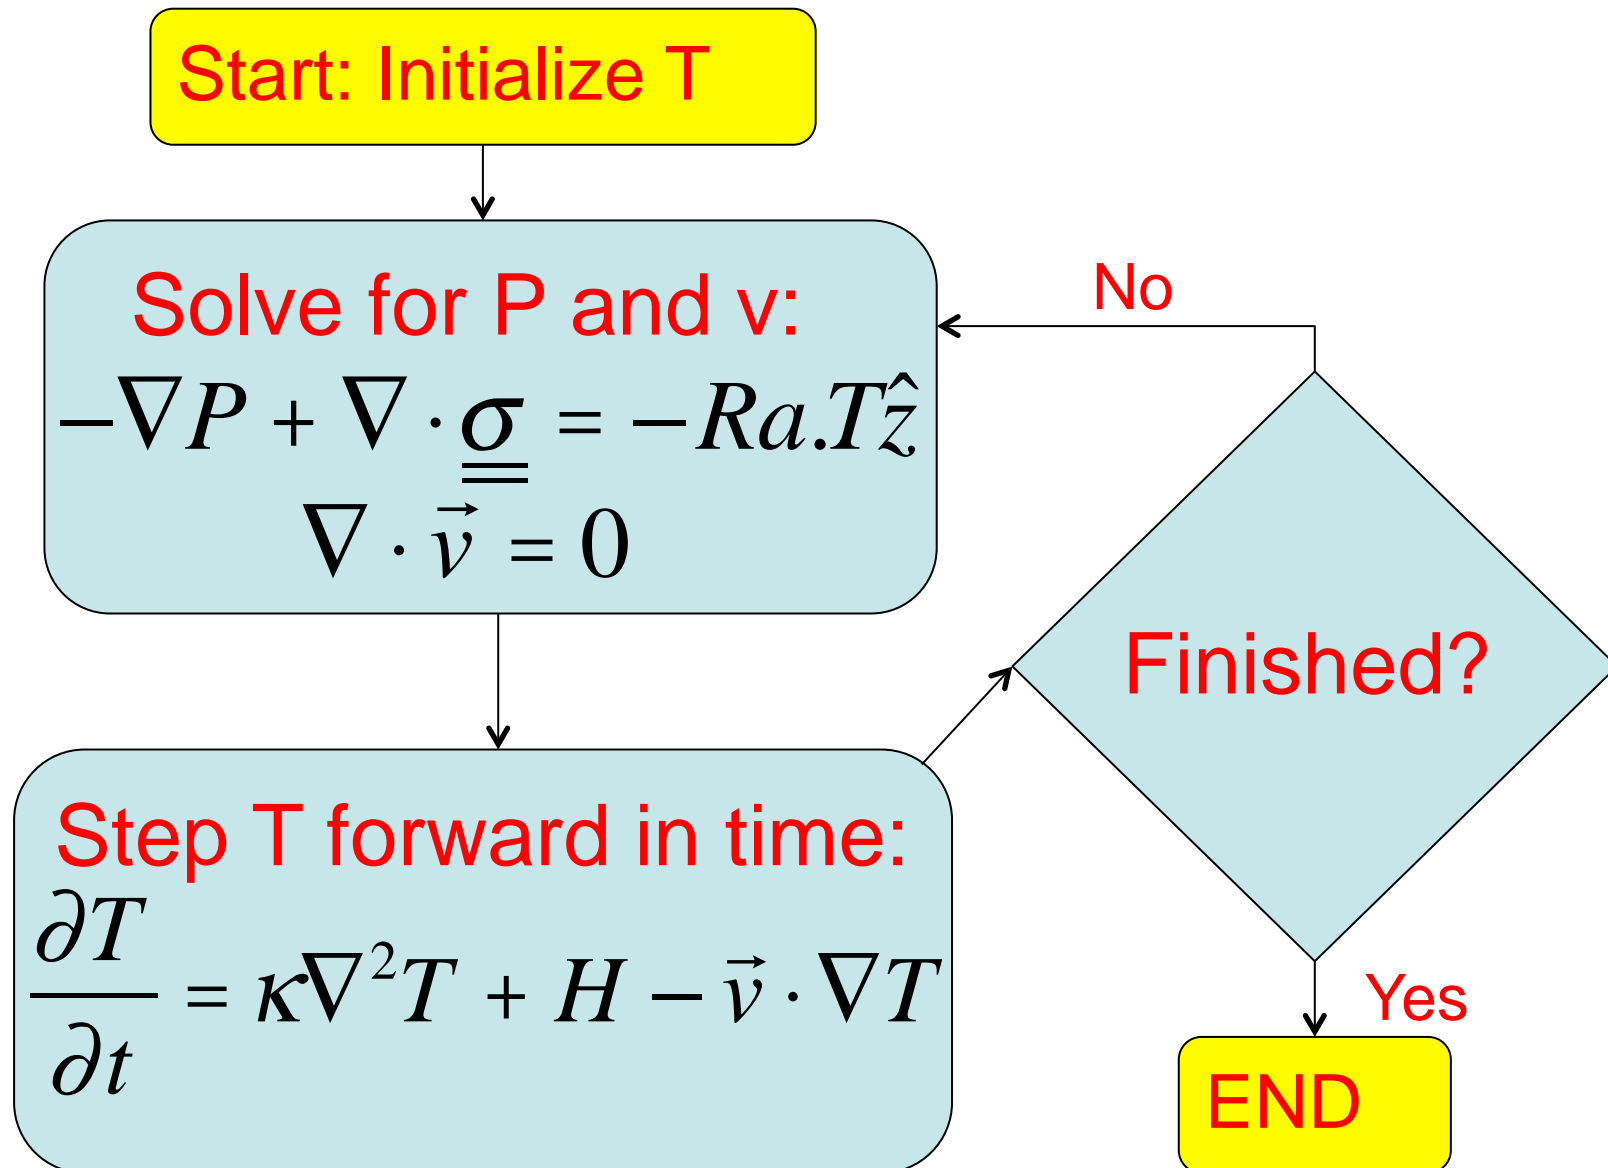 Start: Initialize T
Solve for P and v:
−∇P + ∇ · σ = −Ra.Tẑ
∇ · v⃗ = 0
No
Finished?
Step T forward in time:
∂T/∂t = κ∇²T + H − v⃗ · ∇T
Yes
END